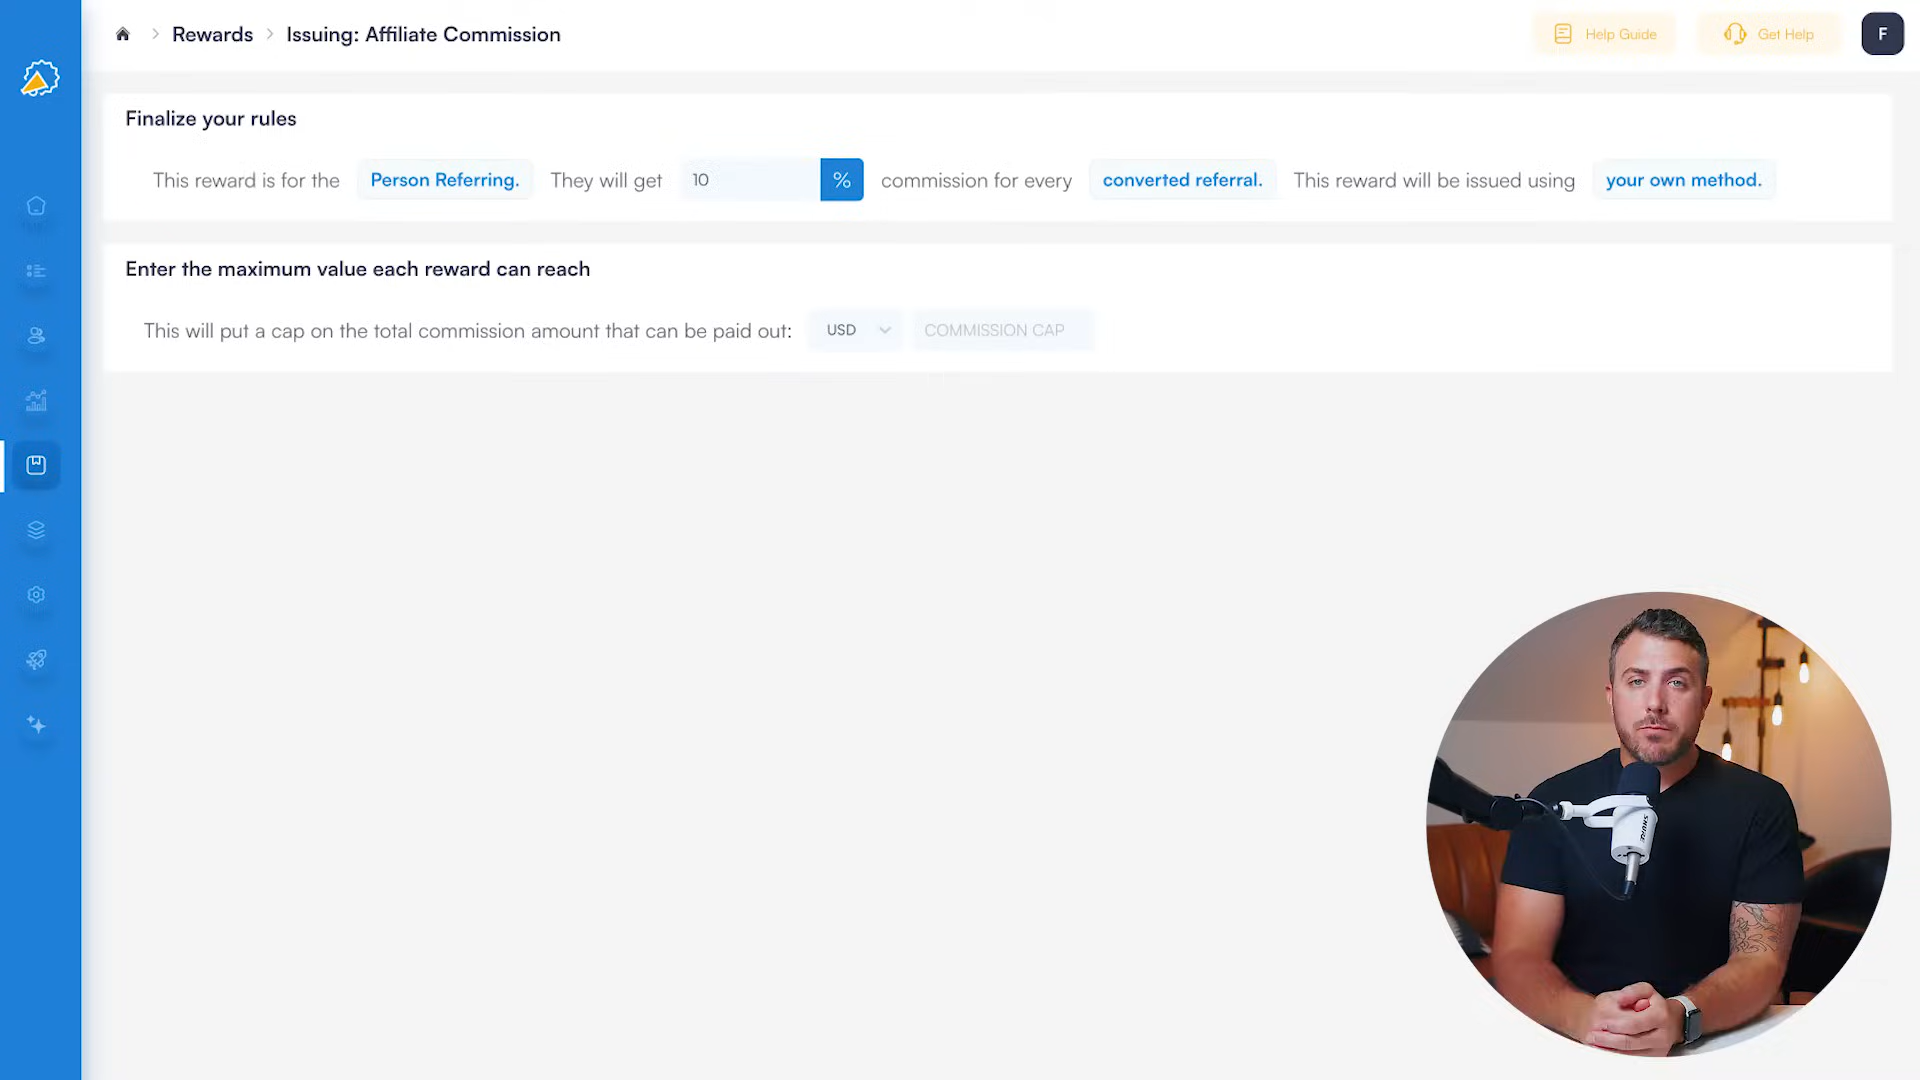 Rewards > Issuing: Affiliate Commission
Help Guide
Get Help
F
Finalize your rules
This reward is for the Person Referring. They will get 10 % commission for every converted referral. This reward will be issued using your own method.
Enter the maximum value each reward can reach
This will put a cap on the total commission amount that can be paid out: USD COMMISSION CAP
SHURE